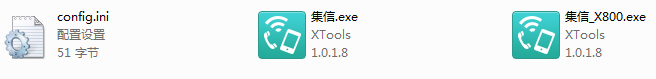 config.ini
配置设置
51 字节
集信.exe
XTools
1.0.1.8
集信_X800.exe
XTools
1.0.1.8